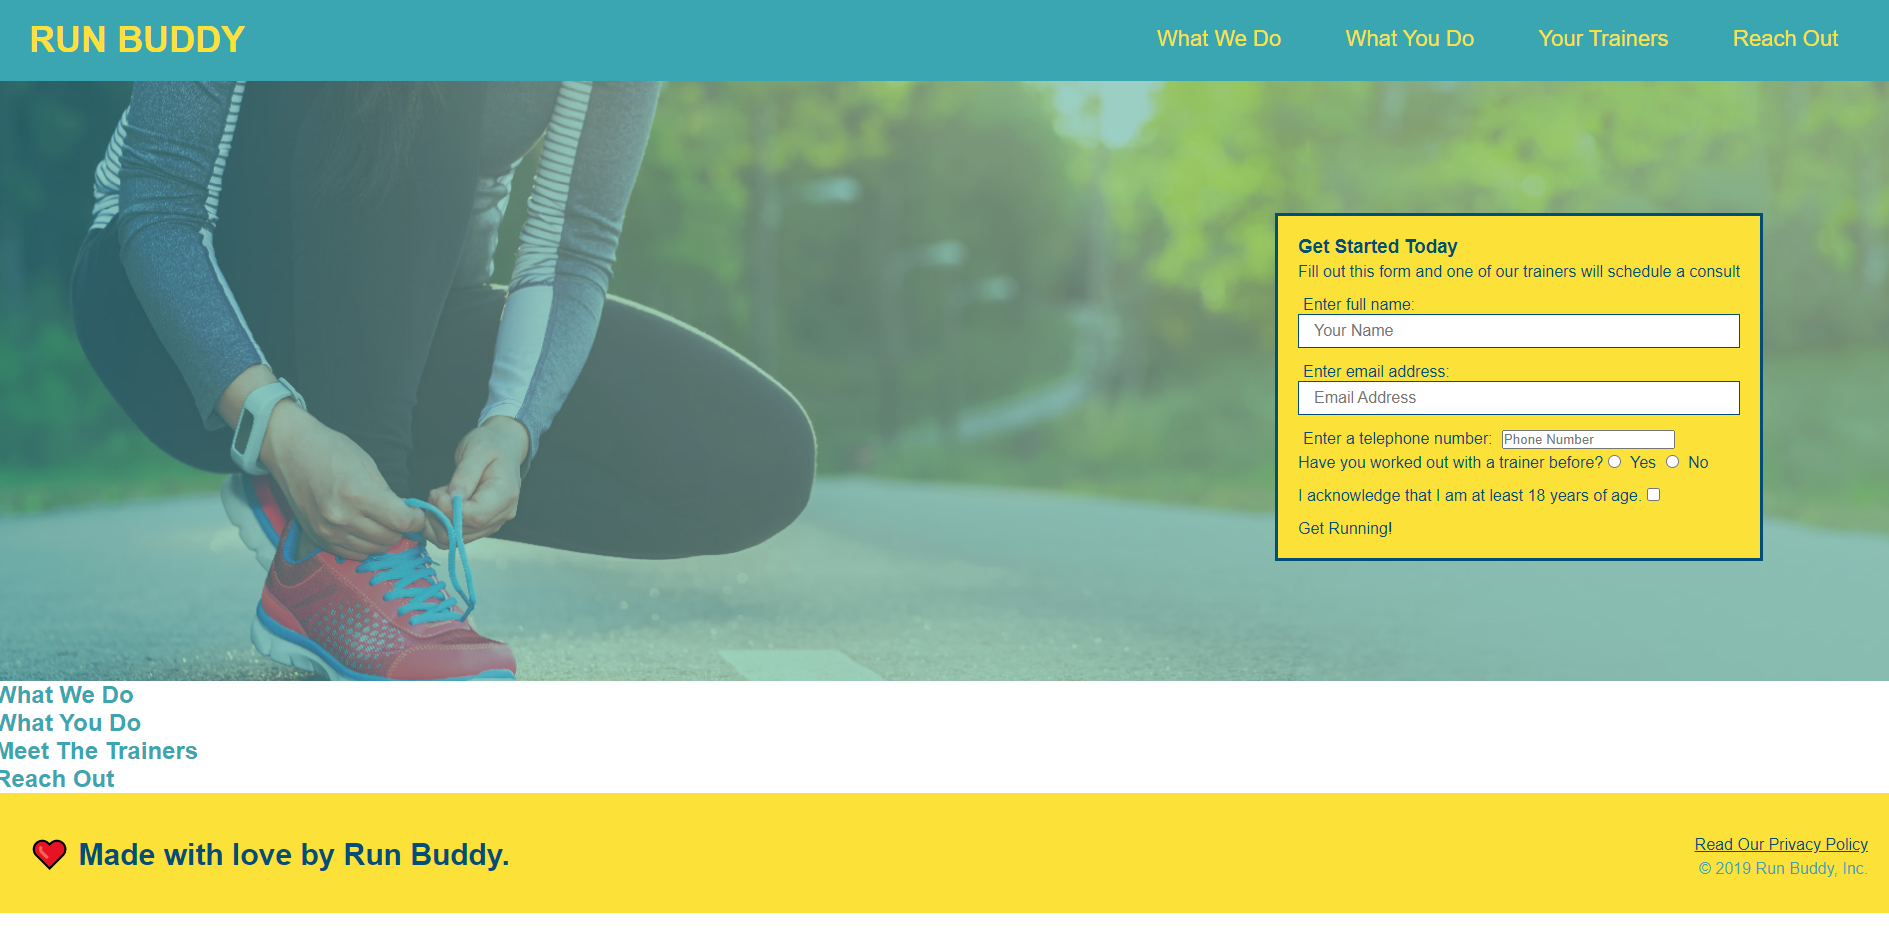 RUN BUDDY
What We Do What You Do Your Trainers Reach Out
Get Started Today
Fill out this form and one of our trainers will schedule a consult
Enter full name:
Your Name
Enter email address:
Email Address
Enter a telephone number: Phone Number
Have you worked out with a trainer before? Yes No
I acknowledge that I am at least 18 years of age.
Get Running!
What We Do
What You Do
Meet The Trainers
Reach Out
Made with love by Run Buddy.
Read Our Privacy Policy
© 2019 Run Buddy, Inc.